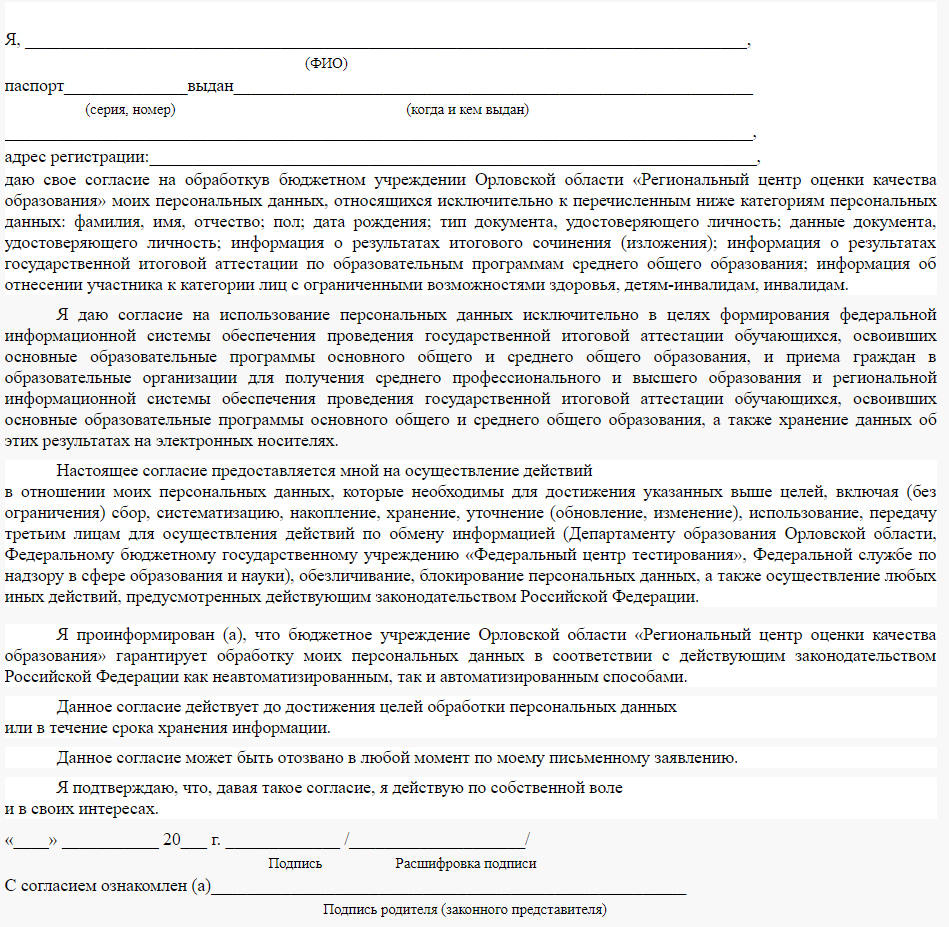 Я, ______________________________________________________________________________,
(ФИО)
паспорт______________выдан_________________________________________________________
(серия, номер) (когда и кем выдан)
___________________________________________________________________________________,
адрес регистрации:___________________________________________________________________,
даю свое согласие на обработкув бюджетном учреждении Орловской области «Региональный центр оценки качества
образования» моих персональных данных, относящихся исключительно к перечисленным ниже категориям персональных
данных: фамилия, имя, отчество; пол; дата рождения; тип документа, удостоверяющего личность; данные документа,
удостоверяющего личность; информация о результатах итогового сочинения (изложения); информация о результатах
государственной итоговой аттестации по образовательным программам среднего общего образования; информация об
отнесении участника к категории лиц с ограниченными возможностями здоровья, детям-инвалидам, инвалидам.
Я даю согласие на использование персональных данных исключительно в целях формирования федеральной
информационной системы обеспечения проведения государственной итоговой аттестации обучающихся, освоивших
основные образовательные программы основного общего и среднего общего образования, и приема граждан в
образовательные организации для получения среднего профессионального и высшего образования и региональной
информационной системы обеспечения проведения государственной итоговой аттестации обучающихся, освоивших
основные образовательные программы основного общего и среднего общего образования, а также хранение данных об
этих результатах на электронных носителях.
Настоящее согласие предоставляется мной на осуществление действий
в отношении моих персональных данных, которые необходимы для достижения указанных выше целей, включая (без
ограничения) сбор, систематизацию, накопление, хранение, уточнение (обновление, изменение), использование, передачу
третьим лицам для осуществления действий по обмену информацией (Департаменту образования Орловской области,
Федеральному бюджетному государственному учреждению «Федеральный центр тестирования», Федеральной службе по
надзору в сфере образования и науки), обезличивание, блокирование персональных данных, а также осуществление любых
иных действий, предусмотренных действующим законодательством Российской Федерации.
Я проинформирован (а), что бюджетное учреждение Орловской области «Региональный центр оценки качества
образования» гарантирует обработку моих персональных данных в соответствии с действующим законодательством
Российской Федерации как неавтоматизированным, так и автоматизированным способами.
Данное согласие действует до достижения целей обработки персональных данных
или в течение срока хранения информации.
Данное согласие может быть отозвано в любой момент по моему письменному заявлению.
Я подтверждаю, что, давая такое согласие, я действую по собственной воле
и в своих интересах.
«____» ___________ 20___ г. _____________ /____________________/
Подпись Расшифровка подписи
С согласием ознакомлен (а)______________________________________________________
Подпись родителя (законного представителя)